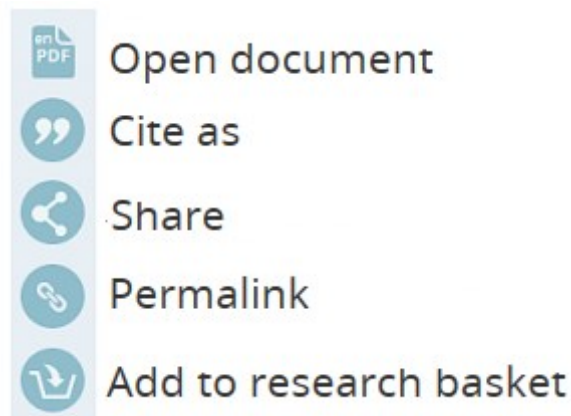 en
PDF
Open document
Cite as
Share
Permalink
Add to research basket